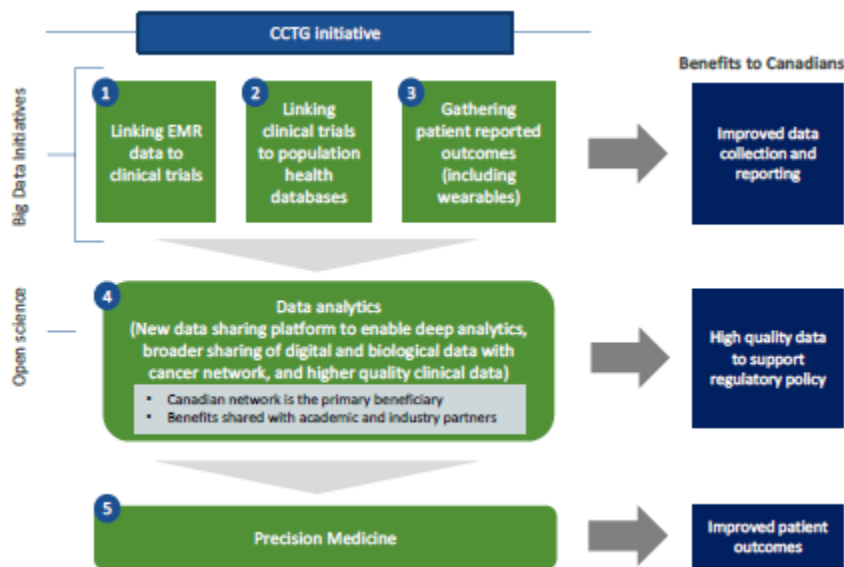 CCTG initiative
Benefits to Canadians
Big Data Initiatives
1
Linking EMR
data to
clinical trials
2
Linking
clinical trials
to population
health
databases
3
Gathering
patient reported
outcomes
(including
wearables)
Improved data
collection and
reporting
Open science
4
Data analytics
(New data sharing platform to enable deep analytics,
broader sharing of digital and biological data with
cancer network, and higher quality clinical data)
• Canadian network is the primary beneficiary
• Benefits shared with academic and industry partners
High quality data
to support
regulatory policy
5
Precision Medicine
Improved patient
outcomes